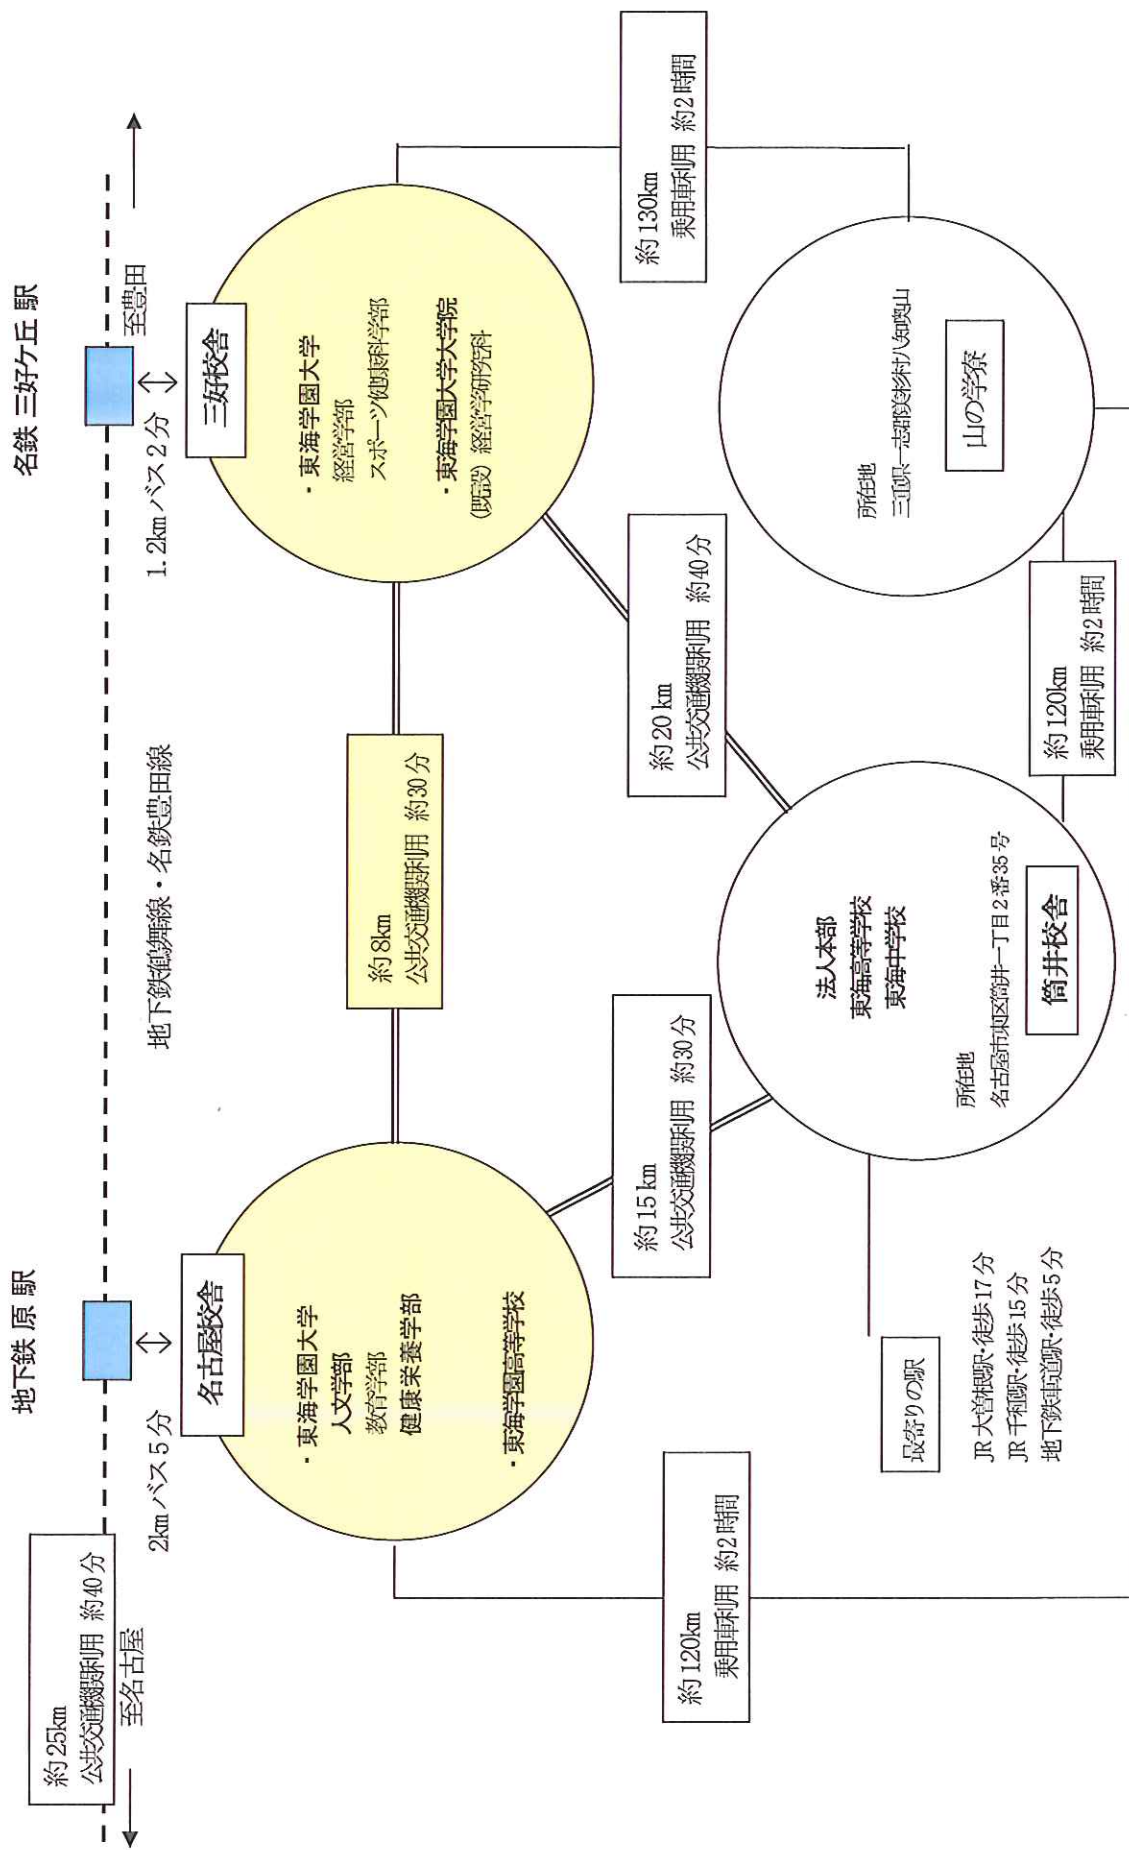 約25km
公共交通機関利用 約40分
至名古屋
地下鉄 原 駅
2km バス 5 分
地下鉄鶴舞線・名鉄豊田線
名鉄 三好ケ丘 駅
1.2km バス 2 分
至豊田
名古屋校舎
・東海学園大学
人文学部
教育学部
健康栄養学部
・東海学園高等学校
約8km
公共交通機関利用 約30分
三好校舎
・東海学園大学
経営学部
スポーツ健康科学部
・東海学園大学大学院
(既設) 経営学研究科
約120km
乗用車利用 約2時間
約15km
公共交通機関利用 約30分
約20km
公共交通機関利用 約40分
約130km
乗用車利用 約2時間
最寄りの駅
JR大曽根駅・徒歩17分
JR千種駅・徒歩15分
地下鉄車道駅・徒歩5分
法人本部
東海高等学校
東海中学校
所在地
名古屋市東区筒井一丁目2番35号
筒井校舎
約120km
乗用車利用 約2時間
所在地
三重県一志郡美杉村八知奥山
山の学寮